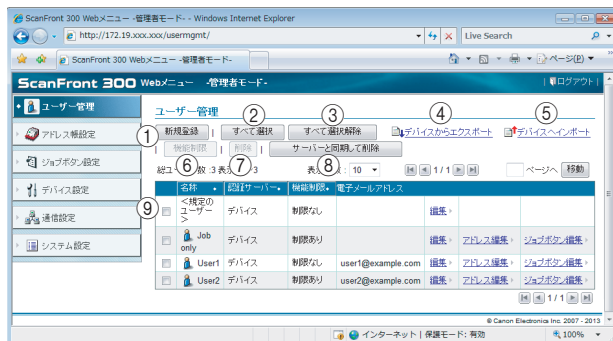 ScanFront 300 Webメニュー -管理者モード- - Windows Internet Explorer
http://172.19.xxx.xxx/usermgmt/
Live Search
ScanFront 300 Webメニュー -管理者モード-
ページ(P)
ScanFront 300 Webメニュー -管理者モード-
ログアウト
ユーザー管理
アドレス帳設定
ジョブボタン設定
デバイス設定
通信設定
システム設定
ユーザー管理
② ③ ④ ⑤
① 新規登録 | すべて選択 すべて選択解除 デバイスからエクスポート デバイスへインポート
| 機能制限 | 削除 | サーバーと同期して削除
⑥ ⑦ ⑧
総ユ 数 :3 表 3 表 数 : 10 1 / 1 ページへ 移動
名称 認証サーバー 機能制限 電子メールアドレス
⑨ <規定のユーザー> デバイス 制限なし 編集
Job only デバイス 制限あり 編集 アドレス編集 ジョブボタン編集
User1 デバイス 制限なし user1@example.com 編集 アドレス編集 ジョブボタン編集
User2 デバイス 制限あり user2@example.com 編集 アドレス編集 ジョブボタン編集
1 / 1
© Canon Electronics Inc. 2007 - 2013
インターネット | 保護モード: 有効 100%